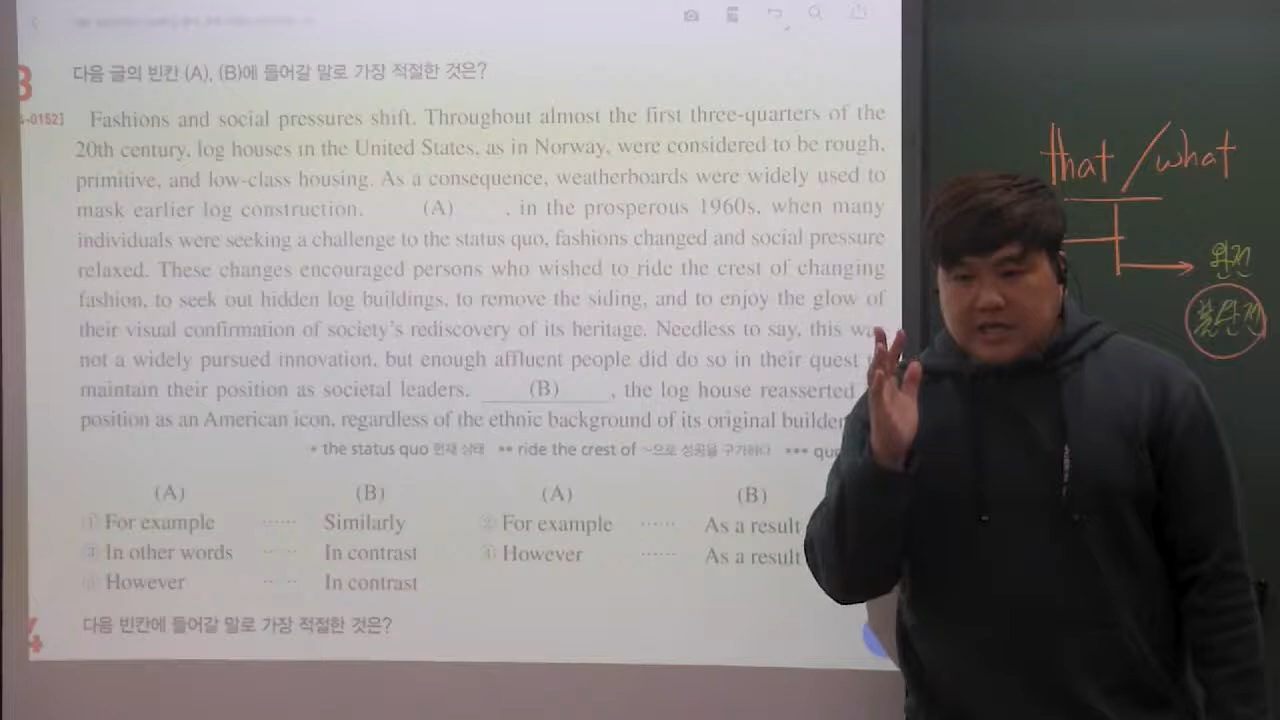 다음 글의 빈칸 (A), (B)에 들어갈 말로 가장 적절한 것은?
-0152]
Fashions and social pressures shift. Throughout almost the first three-quarters of the
20th century, log houses in the United States, as in Norway, were considered to be rough,
primitive, and low-class housing. As a consequence, weatherboards were widely used to
mask earlier log construction. (A) , in the prosperous 1960s, when many
individuals were seeking a challenge to the status quo, fashions changed and social pressure
relaxed. These changes encouraged persons who wished to ride the crest of changing
fashion, to seek out hidden log buildings, to remove the siding, and to enjoy the glow of
their visual confirmation of society's rediscovery of its heritage. Needless to say, this was
not a widely pursued innovation, but enough affluent people did do so in their quest
maintain their position as societal leaders. (B) , the log house reasserted
position as an American icon, regardless of the ethnic background of its original builder
* the status quo 현재 상태 ** ride the crest of ~으로 성공을 구가하다 ***
(A) (B) (A) (B)
① For example ······ Similarly ② For example ······ As a result
③ In other words ······ In contrast ④ However ······ As a result
⑤ However ······ In contrast
4
다음 빈칸에 들어갈 말로 가장 적절한 것은?
that / what
완전
불완전